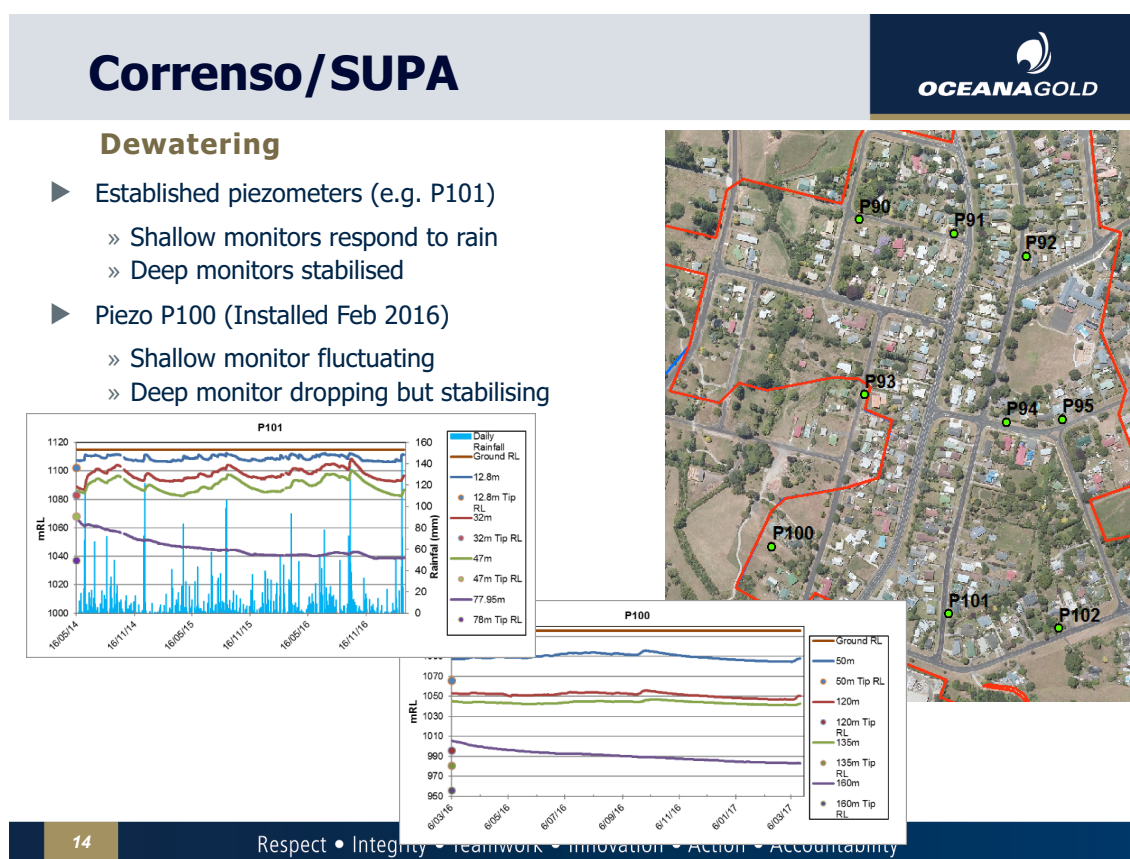 Correnso/SUPA
OCEANAGOLD
Dewatering
Established piezometers (e.g. P101)
» Shallow monitors respond to rain
» Deep monitors stabilised
Piezo P100 (Installed Feb 2016)
» Shallow monitor fluctuating
» Deep monitor dropping but stabilising
P90
P91
P92
P93
P94
P95
P100
P101
P102
P101
mRL
1120
1100
1080
1060
1040
1020
1000
160
140
120
100
80
60
40
20
0
Rainfal (mm)
16/05/14
16/11/14
16/05/15
16/11/15
16/05/16
16/11/16
Daily
Rainfall
Ground RL
12.8m
12.8m Tip
RL
32m
32m Tip RL
47m
47m Tip RL
77.95m
78m Tip RL
P100
mRL
1070
1050
1030
1010
990
970
950
6/03/16
6/05/16
6/07/16
6/09/16
6/11/16
6/01/17
6/03/17
Ground RL
50m
50m Tip RL
120m
120m Tip
RL
135m
135m Tip
RL
160m
160m Tip
RL
14
Respect • Integrity • Teamwork • Innovation • Action • Accountability